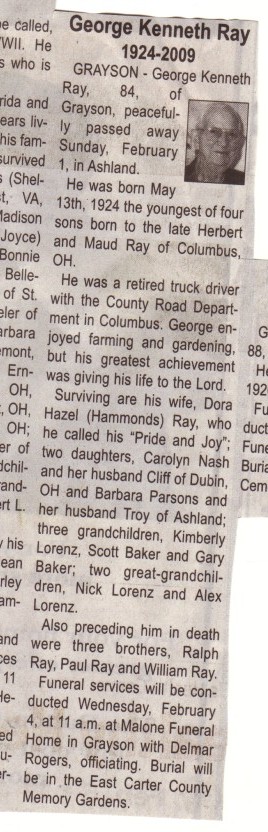 George Kenneth Ray
1924-2009
GRAYSON - George Kenneth
Ray, 84, of
Grayson, peaceful-
ly passed away
Sunday, February
1, in Ashland.
He was born May
13th, 1924 the youngest of four
sons born to the late Herbert
and Maud Ray of Columbus,
OH.
He was a retired truck driver
with the County Road Depart-
ment in Columbus. George en-
joyed farming and gardening,
but his greatest achievement
was giving his life to the Lord.
Surviving are his wife, Dora
Hazel (Hammonds) Ray, who
he called his "Pride and Joy";
two daughters, Carolyn Nash
and her husband Cliff of Dubin,
OH and Barbara Parsons and
her husband Troy of Ashland;
three grandchildren, Kimberly
Lorenz, Scott Baker and Gary
Baker; two great-grandchil-
dren, Nick Lorenz and Alex
Lorenz.
Also preceding him in death
were three brothers, Ralph
Ray, Paul Ray and William Ray.
Funeral services will be con-
ducted Wednesday, February
4, at 11 a.m. at Malone Funeral
Home in Grayson with Delmar
Rogers, officiating. Burial will
be in the East Carter County
Memory Gardens.